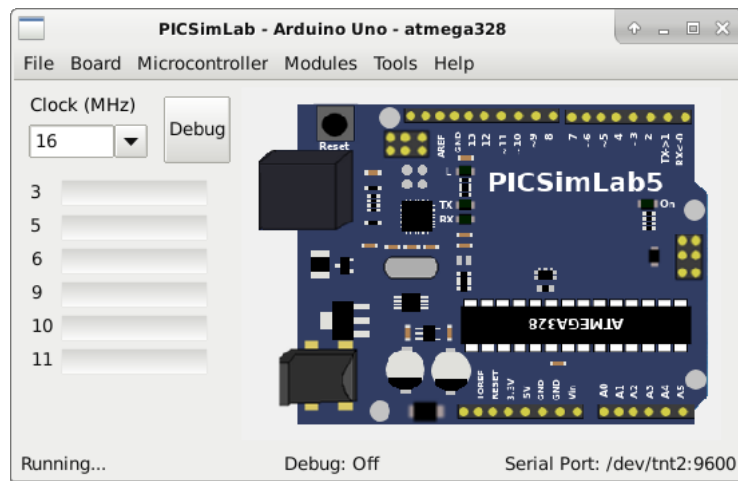 PICSimLab - Arduino Uno - atmega328
File Board Microcontroller Modules Tools Help
Clock (MHz)
16
Debug
3
5
6
9
10
11
Reset
AREF
GND
13
12
~11
~10
~9
8
7
~6
~5
4
~3
2
TX->1
RX<-0
L
TX
RX
PICSimLab5
On
ATMEGA328
IOREF
RESET
3.3V
5V
GND
GND
Vin
A0
A1
A2
A3
A4
A5
Running...
Debug: Off
Serial Port: /dev/tnt2:9600